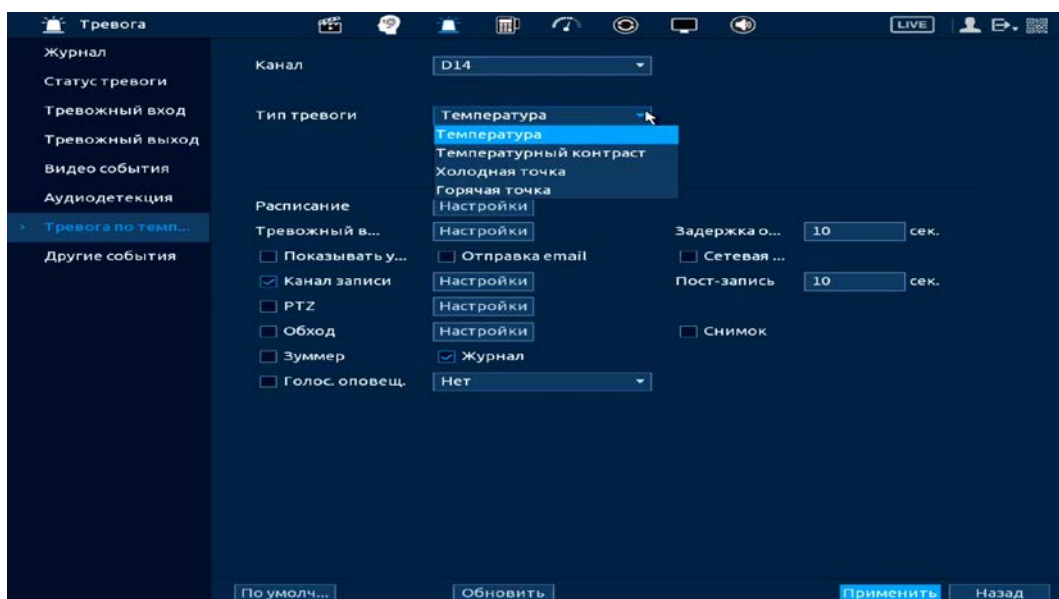 Тревога
LIVE
Журнал
Статус тревоги
Тревожный вход
Тревожный выход
Видео события
Аудиодетекция
Тревога по темп...
Другие события
Канал D14
Тип тревоги Температура
Температура
Температурный контраст
Холодная точка
Горячая точка
Расписание Настройки
Тревожный в... Настройки Задержка о... 10 сек.
Показывать у... Отправка email Сетевая ...
Канал записи Настройки Пост-запись 10 сек.
PTZ Настройки
Обход Настройки Снимок
Зуммер Журнал
Голос. оповещ. Нет
По умолч... Обновить Применить Назад